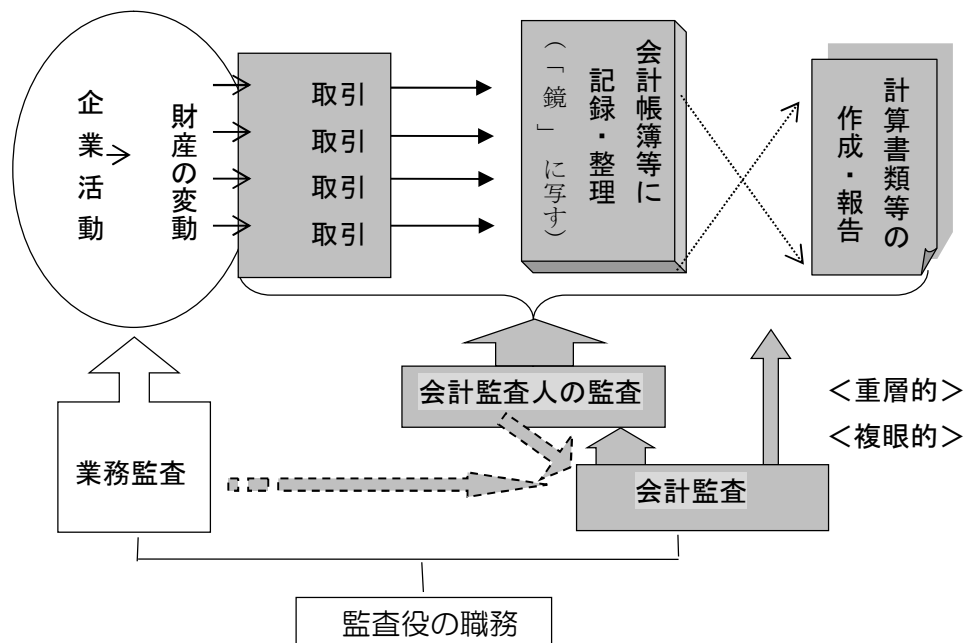 企業活動
財産の変動
取引
取引
取引
取引
会計帳簿等に
記録・整理
（「鏡」に写す）
計算書類等の
作成・報告
会計監査人の監査
＜重層的＞
＜複眼的＞
業務監査
会計監査
監査役の職務